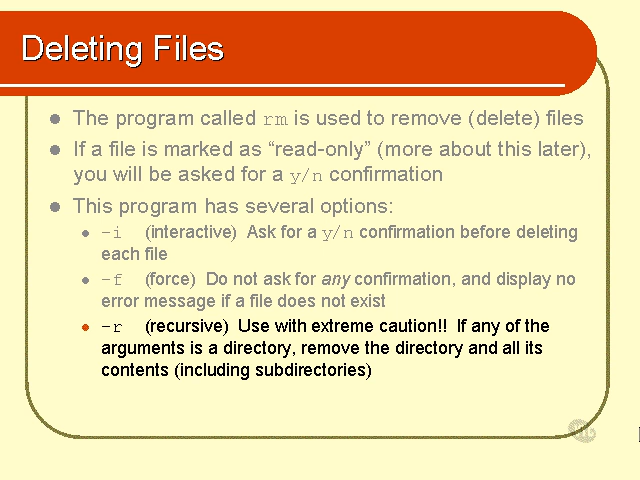 Deleting Files
The program called rm is used to remove (delete) files
If a file is marked as “read-only” (more about this later),
you will be asked for a y/n confirmation
This program has several options:
-i (interactive) Ask for a y/n confirmation before deleting
each file
-f (force) Do not ask for any confirmation, and display no
error message if a file does not exist
-r (recursive) Use with extreme caution!! If any of the
arguments is a directory, remove the directory and all its
contents (including subdirectories)